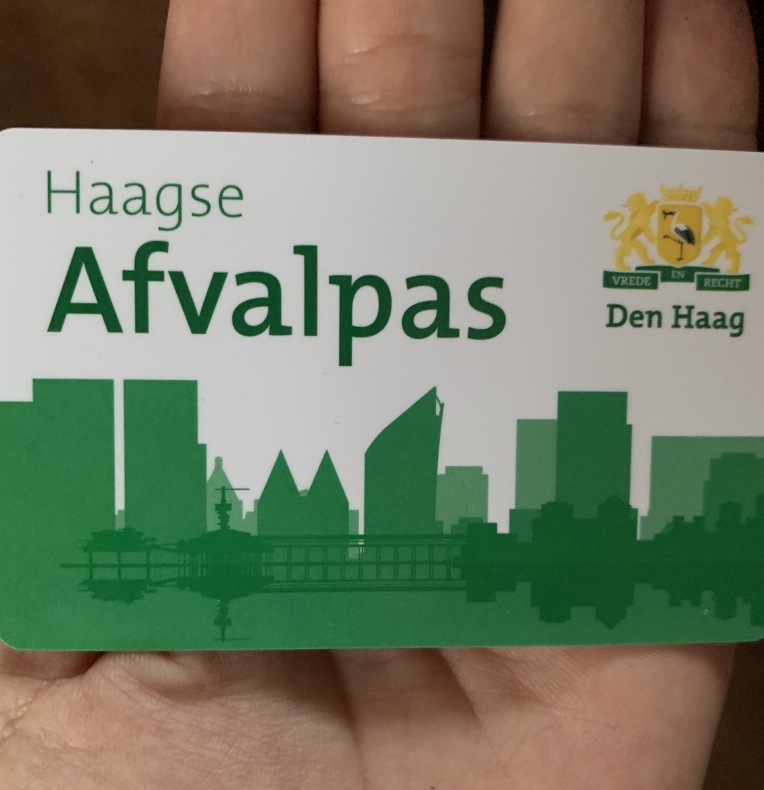 Haagse
Afvalpas
VREDE EN RECHT
Den Haag